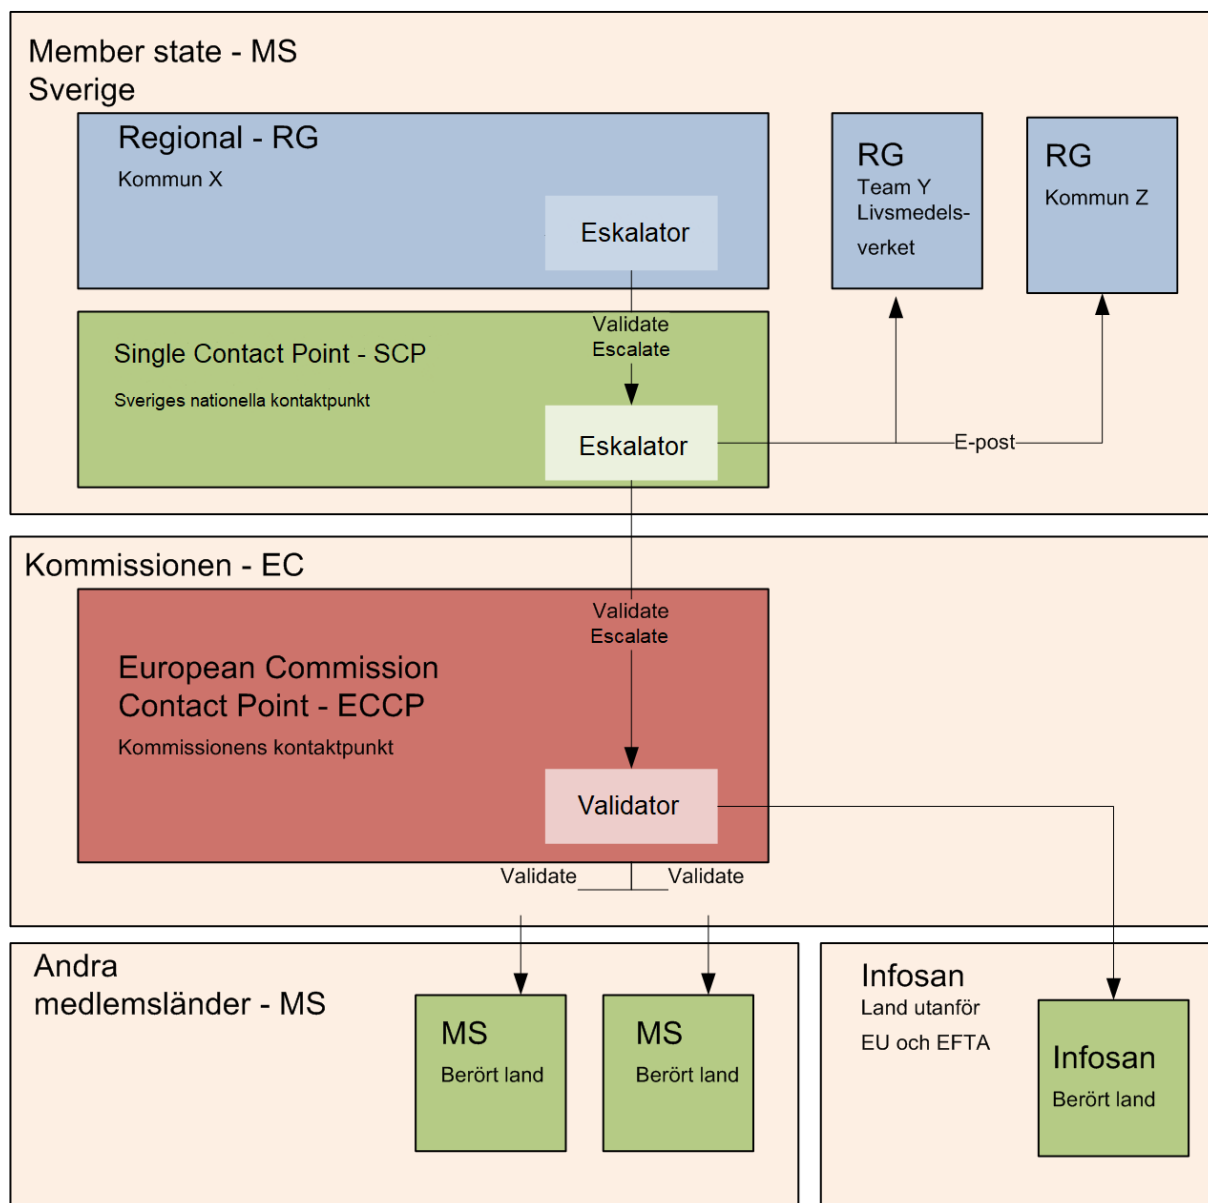 Member state - MS
Sverige
Regional - RG
Kommun X
Eskalator
RG
Team Y
Livsmedels-
verket
RG
Kommun Z
Validate
Escalate
Single Contact Point - SCP
Sveriges nationella kontaktpunkt
Eskalator
E-post
Kommissionen - EC
Validate
Escalate
European Commission
Contact Point - ECCP
Kommissionens kontaktpunkt
Validator
Validate
Validate
Andra
medlemsländer - MS
MS
Berört land
MS
Berört land
Infosan
Land utanför
EU och EFTA
Infosan
Berört land